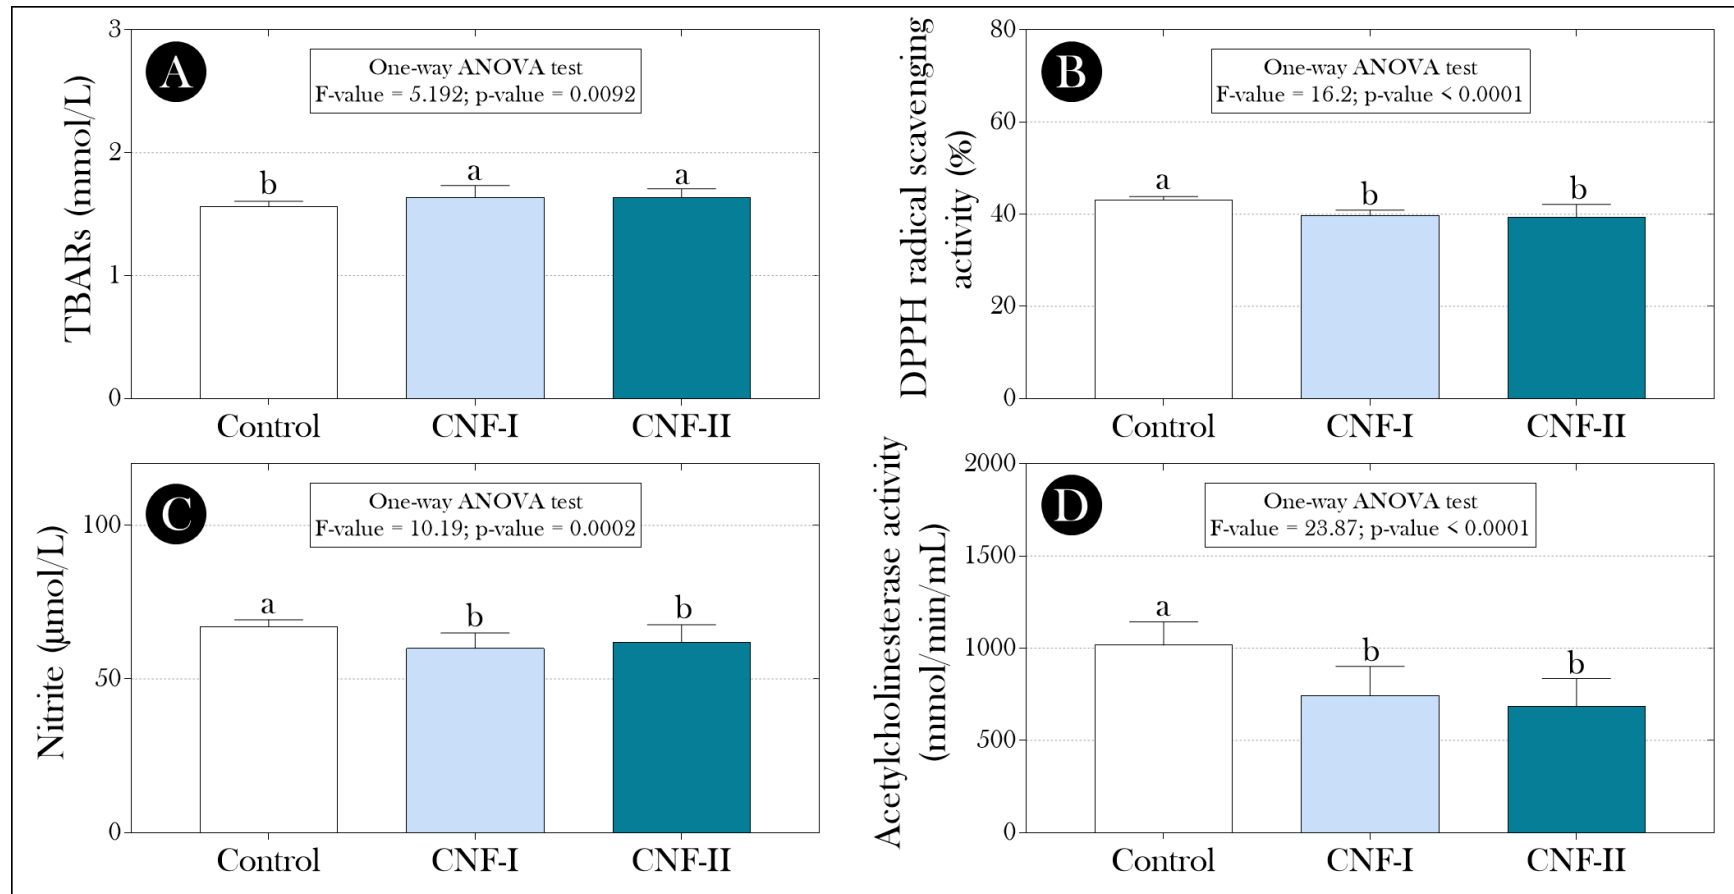 A
One-way ANOVA test
F-value = 5.192; p-value = 0.0092
TBARs (mmol/L)
3
2
1
0
b
a
a
Control
CNF-I
CNF-II
B
One-way ANOVA test
F-value = 16.2; p-value < 0.0001
DPPH radical scavenging
activity (%)
80
60
40
20
0
a
b
b
Control
CNF-I
CNF-II
C
One-way ANOVA test
F-value = 10.19; p-value = 0.0002
Nitrite (µmol/L)
100
50
0
a
b
b
Control
CNF-I
CNF-II
D
One-way ANOVA test
F-value = 23.87; p-value < 0.0001
Acetylcholinesterase activity
(mmol/min/mL)
2000
1500
1000
500
0
a
b
b
Control
CNF-I
CNF-II